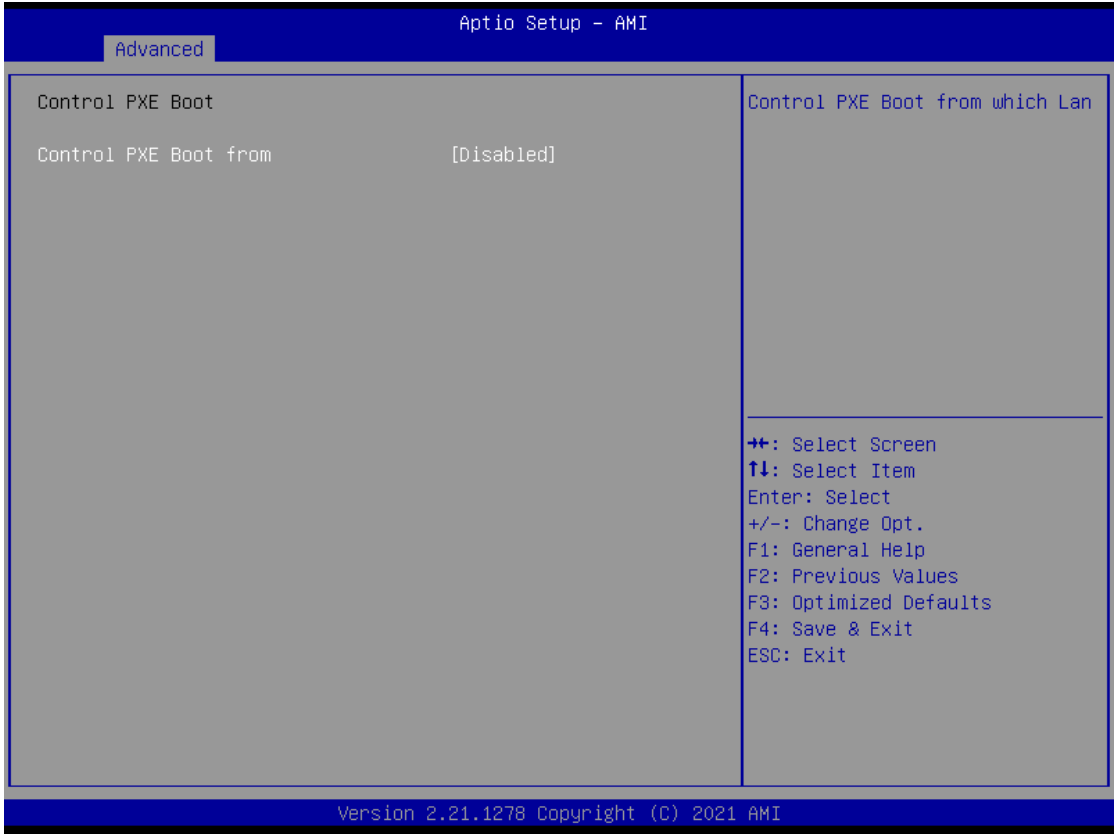 Aptio Setup – AMI
Advanced
Control PXE Boot
Control PXE Boot from [Disabled]
Control PXE Boot from which Lan
→←: Select Screen
↑↓: Select Item
Enter: Select
+/-: Change Opt.
F1: General Help
F2: Previous Values
F3: Optimized Defaults
F4: Save & Exit
ESC: Exit
Version 2.21.1278 Copyright (C) 2021 AMI